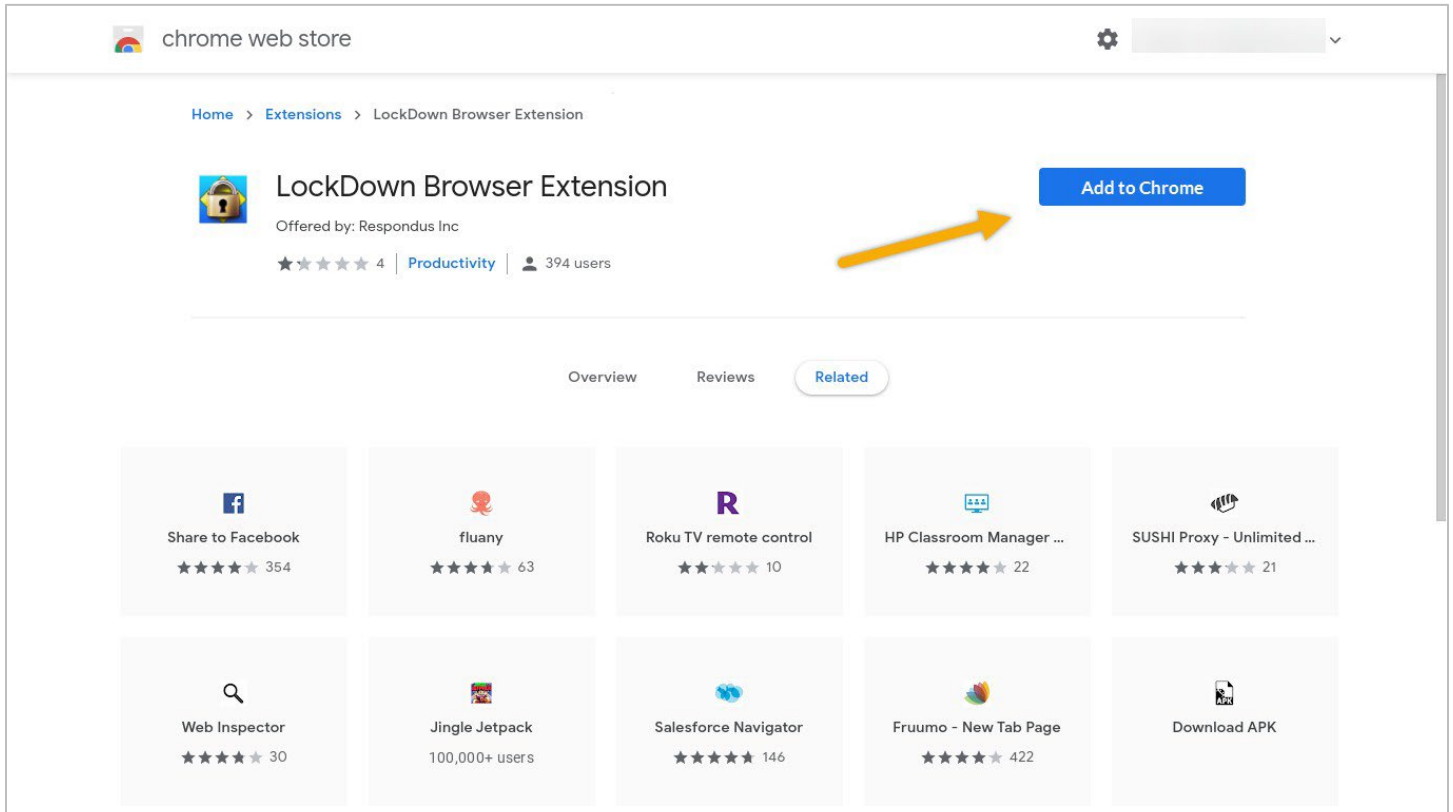 chrome web store
Home > Extensions > LockDown Browser Extension
LockDown Browser Extension
Add to Chrome
Offered by: Respondus Inc
4 | Productivity | 394 users
Overview Reviews Related
Share to Facebook
354
fluany
63
Roku TV remote control
10
HP Classroom Manager ...
22
SUSHI Proxy - Unlimited ...
21
Web Inspector
30
Jingle Jetpack
100,000+ users
Salesforce Navigator
146
Fruumo - New Tab Page
422
APK
Download APK